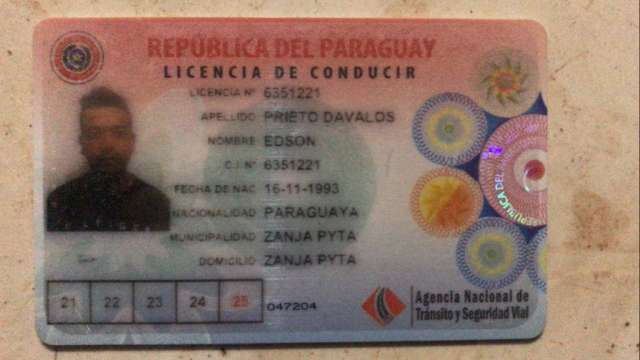 REPÚBLICA DEL PARAGUAY
LICENCIA DE CONDUCIR
LICENCIA Nº 6351221
APELLIDO PRIETO DAVALOS
NOMBRE EDSON
C.I. Nº 6351221
FECHA DE NAC 16-11-1993
NACIONALIDAD PARAGUAYA
MUNICIPALIDAD ZANJA PYTA
DOMICILIO ZANJA PYTA
21 22 23 24 25 047204
Agencia Nacional de
Tránsito y Seguridad Vial
REPUBLICA DEL